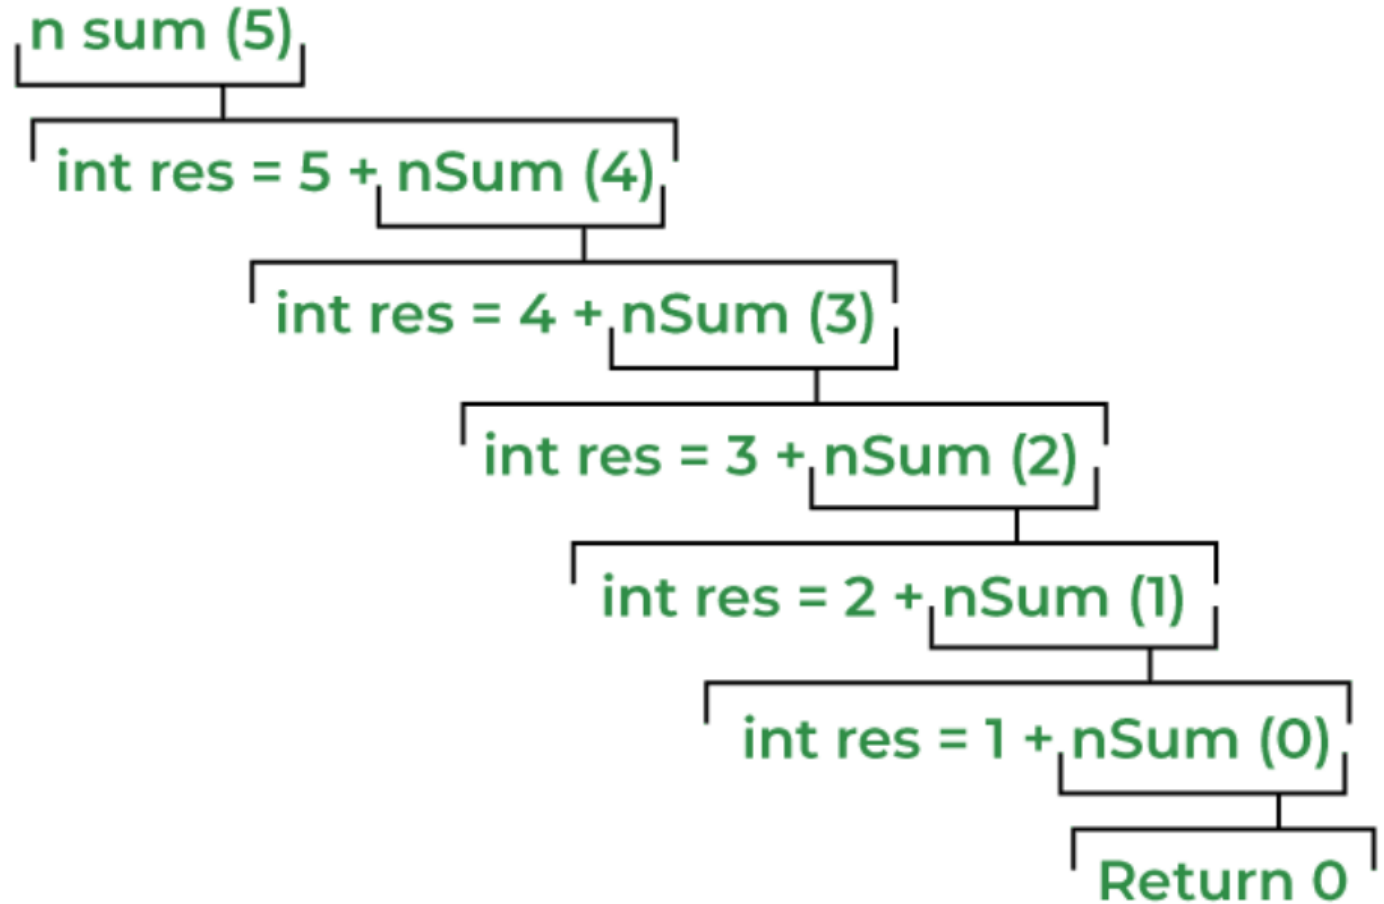 n sum (5)
int res = 5 + nSum (4)
int res = 4 + nSum (3)
int res = 3 + nSum (2)
int res = 2 + nSum (1)
int res = 1 + nSum (0)
Return 0